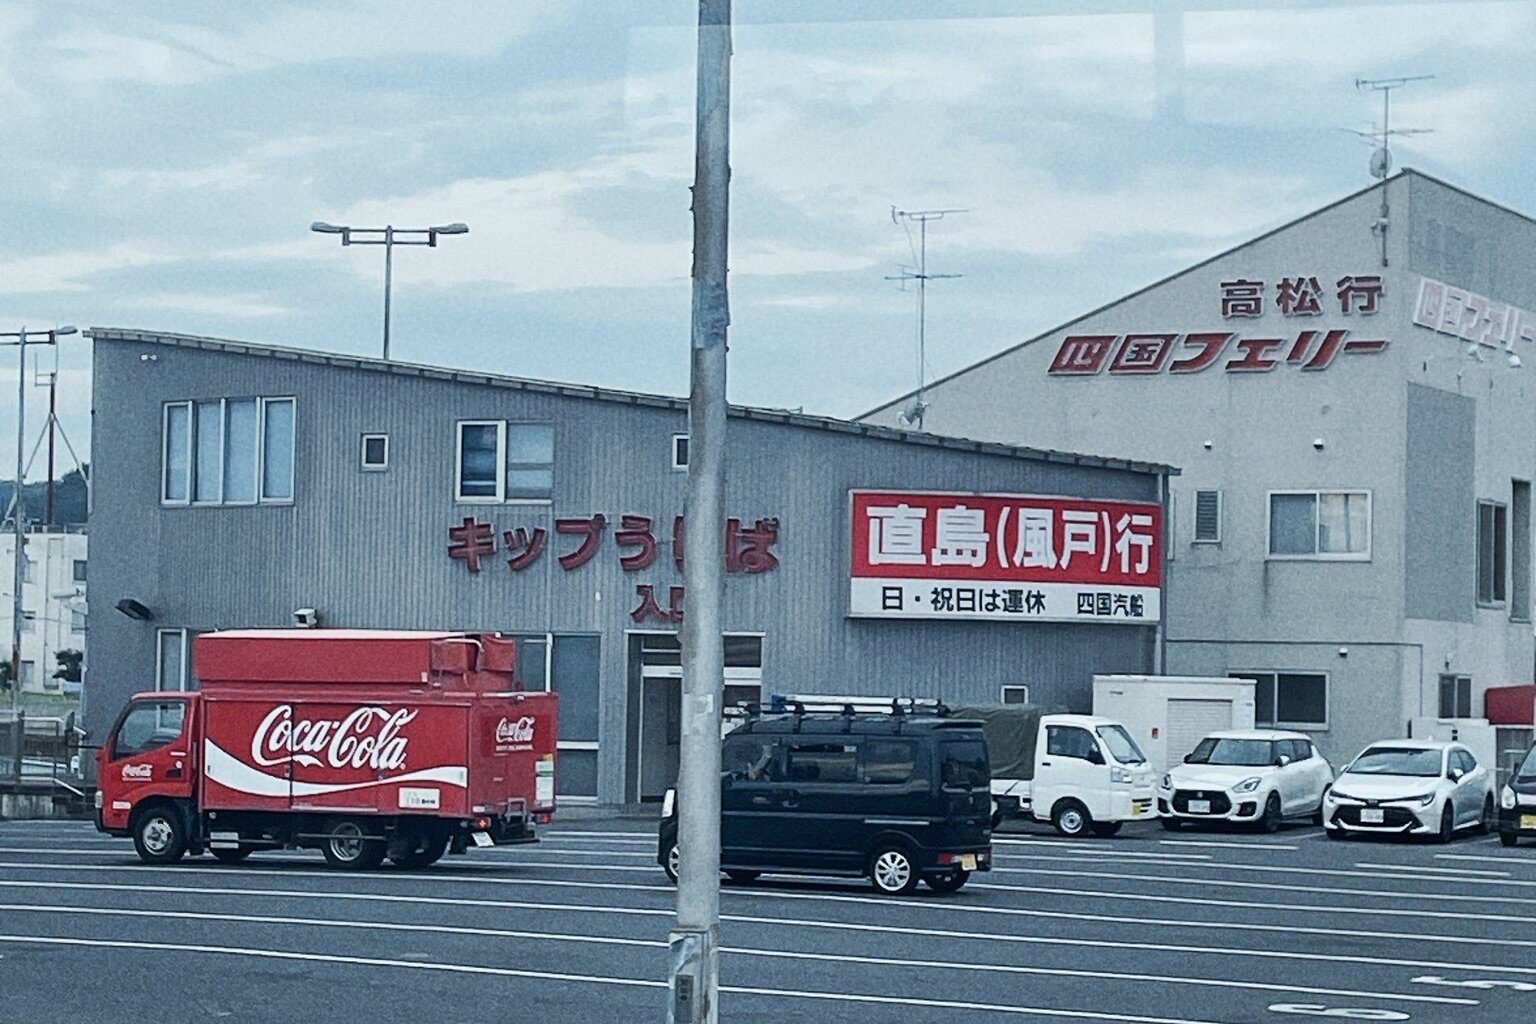 高松行
四国フェリー
四国フェリー
キップう
ば
入口
直島(風戸)行
日・祝日は運休 四国汽船
Coca-Cola
Coca-Cola
Coca-Cola